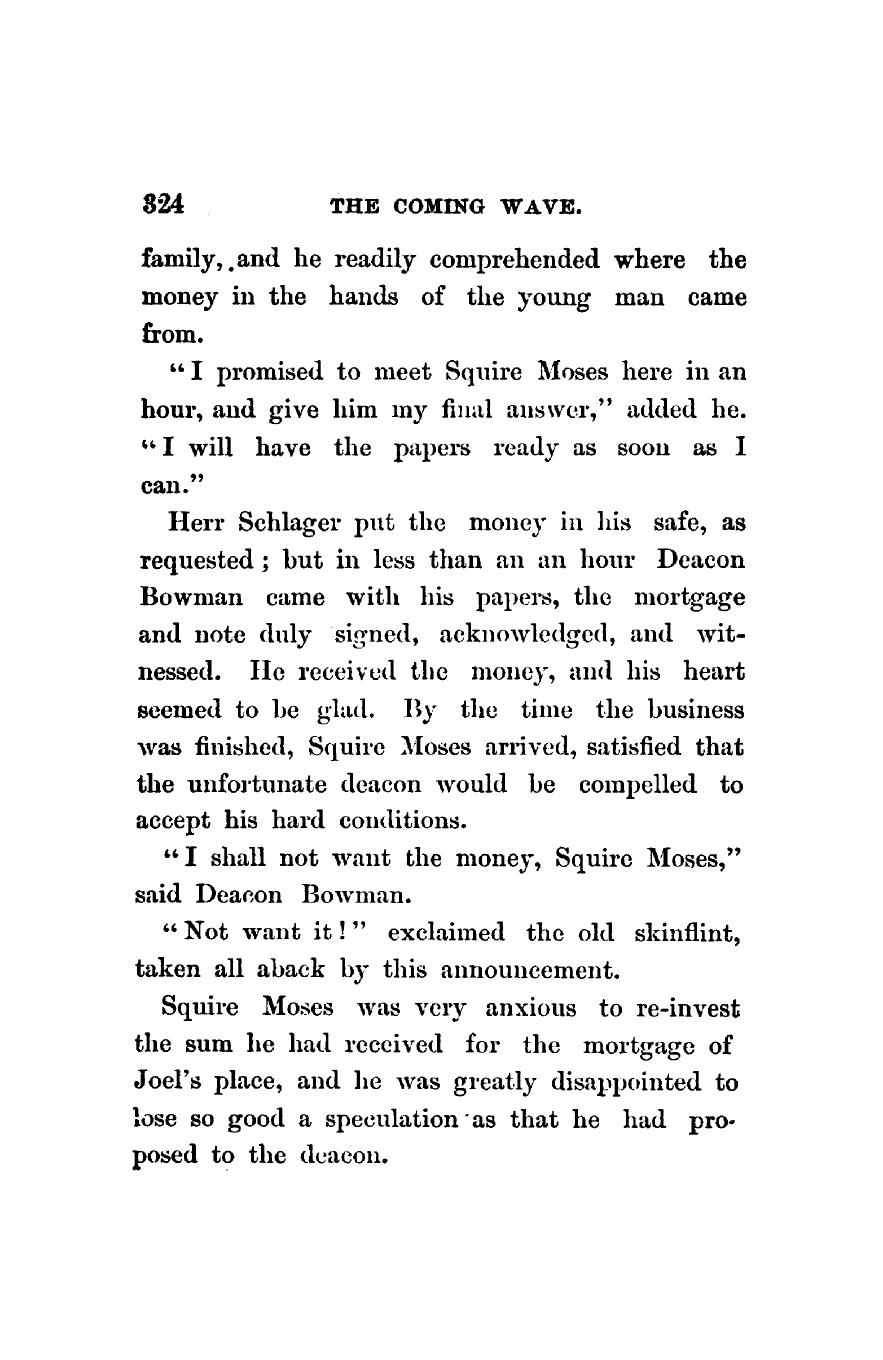 324 THE COMING WAVE.
family, and he readily comprehended where the
money in the hands of the young man came
from.
“I promised to meet Squire Moses here in an
hour, and give him my final answer,” added he.
“I will have the papers ready as soon as I
can.”
Herr Schlager put the money in his safe, as
requested; but in less than an an hour Deacon
Bowman came with his papers, the mortgage
and note duly signed, acknowledged, and wit-
nessed. He received the money, and his heart
seemed to be glad. By the time the business
was finished, Squire Moses arrived, satisfied that
the unfortunate deacon would be compelled to
accept his hard conditions.
“I shall not want the money, Squire Moses,”
said Deacon Bowman.
“Not want it!” exclaimed the old skinflint,
taken all aback by this announcement.
Squire Moses was very anxious to re-invest
the sum he had received for the mortgage of
Joel’s place, and he was greatly disappointed to
lose so good a speculation as that he had pro-
posed to the deacon.